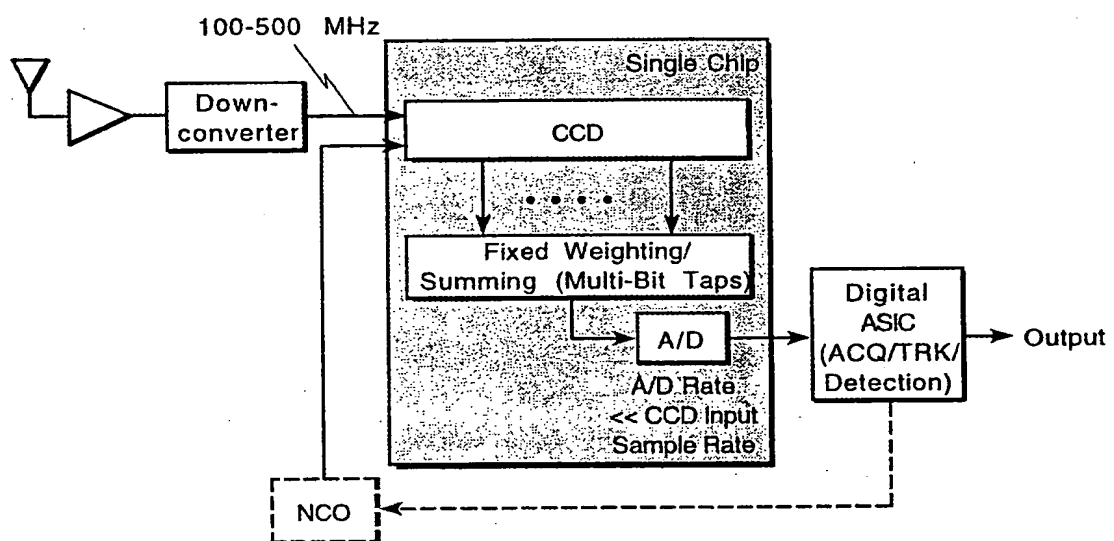 100-500 MHz
Single Chip
Down-
converter
CCD
Fixed Weighting/
Summing (Multi-Bit Taps)
A/D
A/D Rate
<< CCD Input
Sample Rate
Digital
ASIC
(ACQ/TRK/
Detection)
Output
NCO